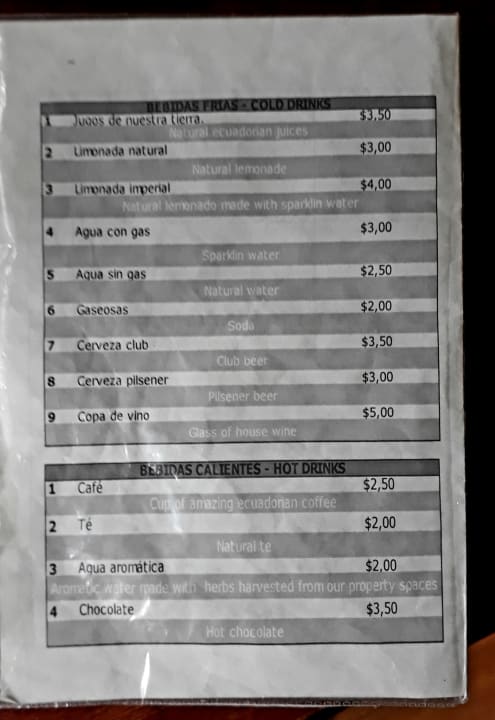 BEBIDAS FRIAS - COLD DRINKS
1 Jugos de nuestra tierra. $3,50
Natural ecuadorian juices
2 Limonada natural $3,00
Natural lemonade
3 Limonada imperial $4,00
Natural lemonado made with sparklin water
4 Agua con gas $3,00
Sparklin water
5 Agua sin gas $2,50
Natural water
6 Gaseosas $2,00
Soda
7 Cerveza club $3,50
Club beer
8 Cerveza pilsener $3,00
Pilsener beer
9 Copa de vino $5,00
Glass of house wine
BEBIDAS CALIENTES - HOT DRINKS
1 Café $2,50
Cup of amazing ecuadorian coffee
2 Té $2,00
Natural te
3 Agua aromática $2,00
Aromatic water made with herbs harvested from our property spaces
4 Chocolate $3,50
Hot chocolate